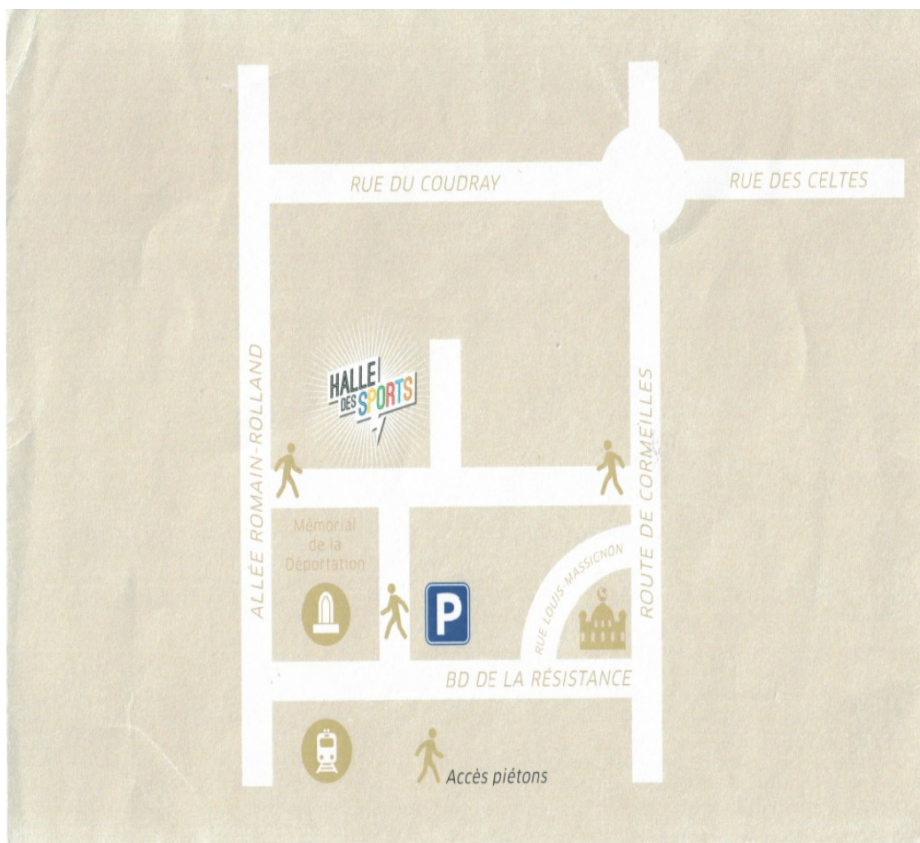 RUE DU COUDRAY
RUE DES CELTES
HALLE
DES SPORTS
ALLÉE ROMAIN-ROLLAND
ROUTE DE CORMEILLES
Mémorial
de la
Déportation
P
RUE LOUIS-MASSIGNON
BD DE LA RÉSISTANCE
Accès piétons